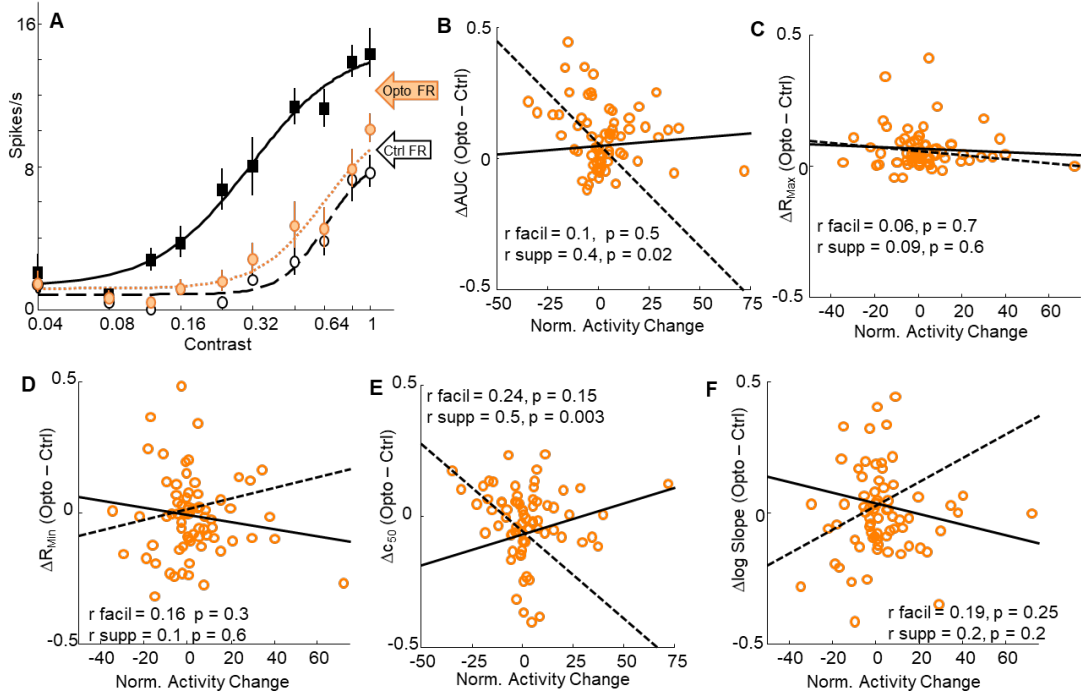 A
16
8
0
Spikes/s
0.04 0.08 0.16 0.32 0.64 1
Contrast
Opto FR
Ctrl FR
B
0.5
0
-0.5
ΔAUC (Opto – Ctrl)
r facil = 0.1, p = 0.5
r supp = 0.4, p = 0.02
-50 -25 0 25 50 75
Norm. Activity Change
C
0.5
0
-0.5
ΔRMax (Opto – Ctrl)
r facil = 0.06, p = 0.7
r supp = 0.09, p = 0.6
-40 -20 0 20 40 60
Norm. Activity Change
D
0.5
0
-0.5
ΔRMin (Opto – Ctrl)
r facil = 0.16 p = 0.3
r supp = 0.1, p = 0.6
-40 -20 0 20 40 60
Norm. Activity Change
E
0.5
0
-0.5
Δc50 (Opto – Ctrl)
r facil = 0.24, p = 0.15
r supp = 0.5, p = 0.003
-50 -25 0 25 50 75
Norm. Activity Change
F
0.5
0
-0.5
Δlog Slope (Opto – Ctrl)
r facil = 0.19, p = 0.25
r supp = 0.2, p = 0.2
-40 -20 0 20 40 60
Norm. Activity Change